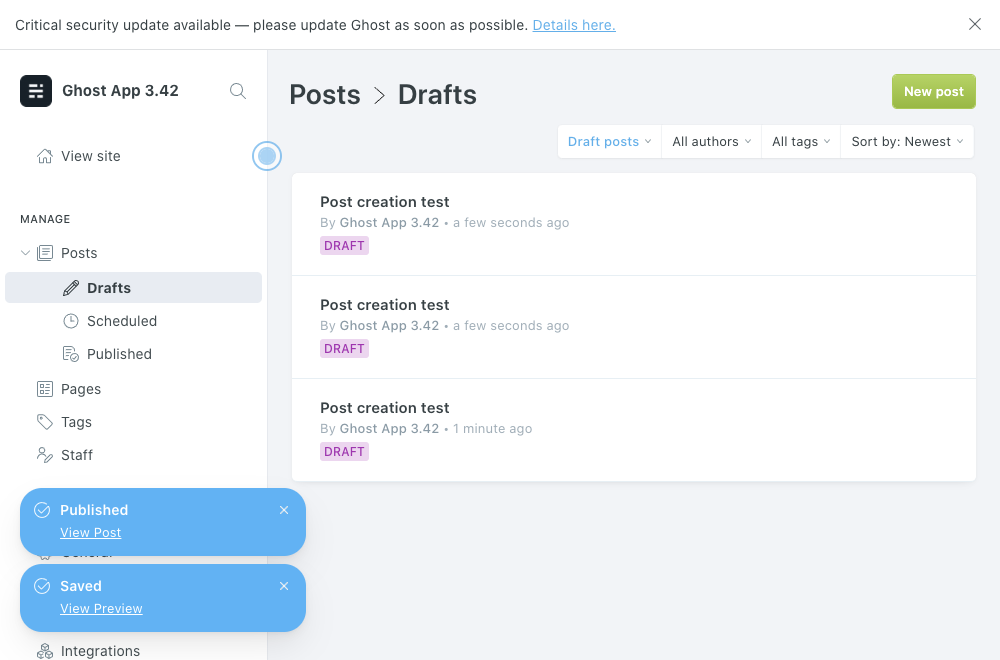 Critical security update available — please update Ghost as soon as possible. Details here.
Ghost App 3.42
View site
MANAGE
Posts
Drafts
Scheduled
Published
Pages
Tags
Staff
Published
View Post
General
Saved
View Preview
Integrations
Posts > Drafts
New post
Draft posts
All authors
All tags
Sort by: Newest
Post creation test
By Ghost App 3.42 • a few seconds ago
DRAFT
Post creation test
By Ghost App 3.42 • a few seconds ago
DRAFT
Post creation test
By Ghost App 3.42 • 1 minute ago
DRAFT